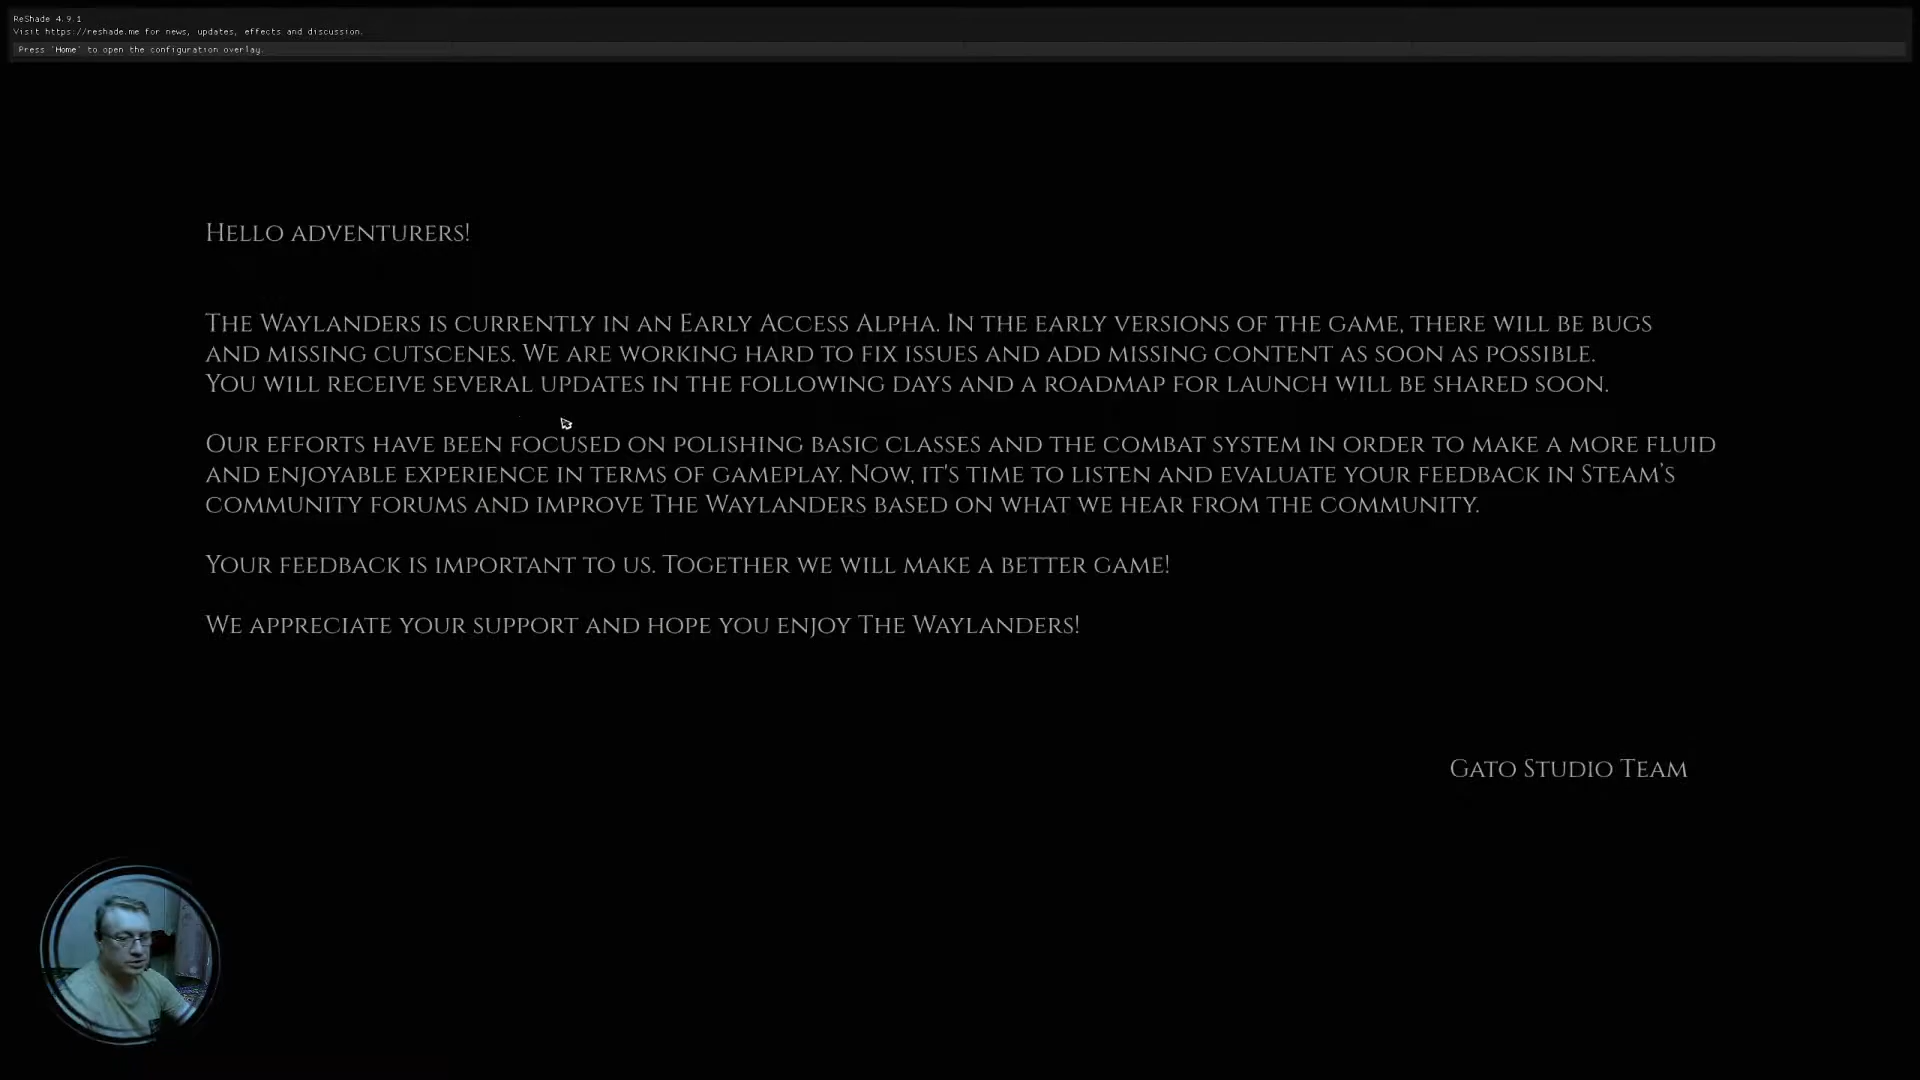 ReShade 4.9.1
Visit https://reshade.me for news, updates, effects and discussion.
Press 'Home' to open the configuration overlay.
Hello adventurers!
The Waylanders is currently in an Early Access Alpha. In the early versions of the game, there will be bugs
and missing cutscenes. We are working hard to fix issues and add missing content as soon as possible.
You will receive several updates in the following days and a roadmap for launch will be shared soon.
Our efforts have been focused on polishing basic classes and the combat system in order to make a more fluid
and enjoyable experience in terms of gameplay. Now, it's time to listen and evaluate your feedback in Steam’s
community forums and improve The Waylanders based on what we hear from the community.
Your feedback is important to us. Together we will make a better game!
We appreciate your support and hope you enjoy The Waylanders!
Gato Studio Team